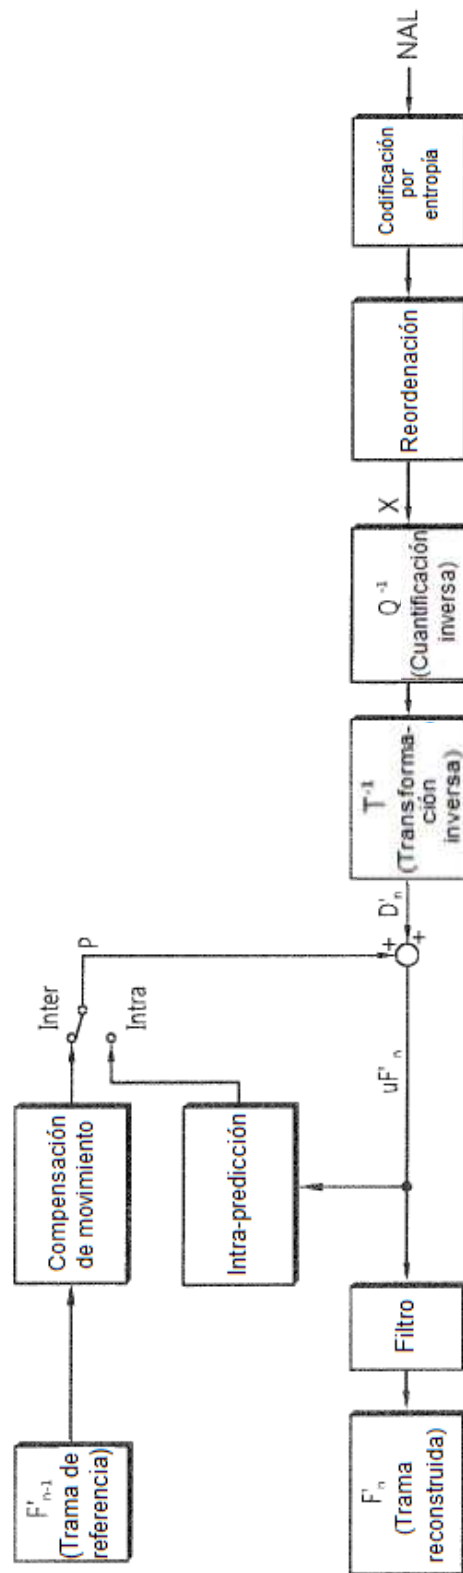 F'n-1
(Trama de
referencia)
Compensación
de movimiento
Inter
P
Intra
Intra-predicción
F'n
(Trama
reconstruida)
Filtro
uF'n
+
+
D'n
T-1
(Transforma-
ción
inversa)
Q-1
(Cuantificación
inversa)
X
Reordenación
Codificación
por
entropía
NAL